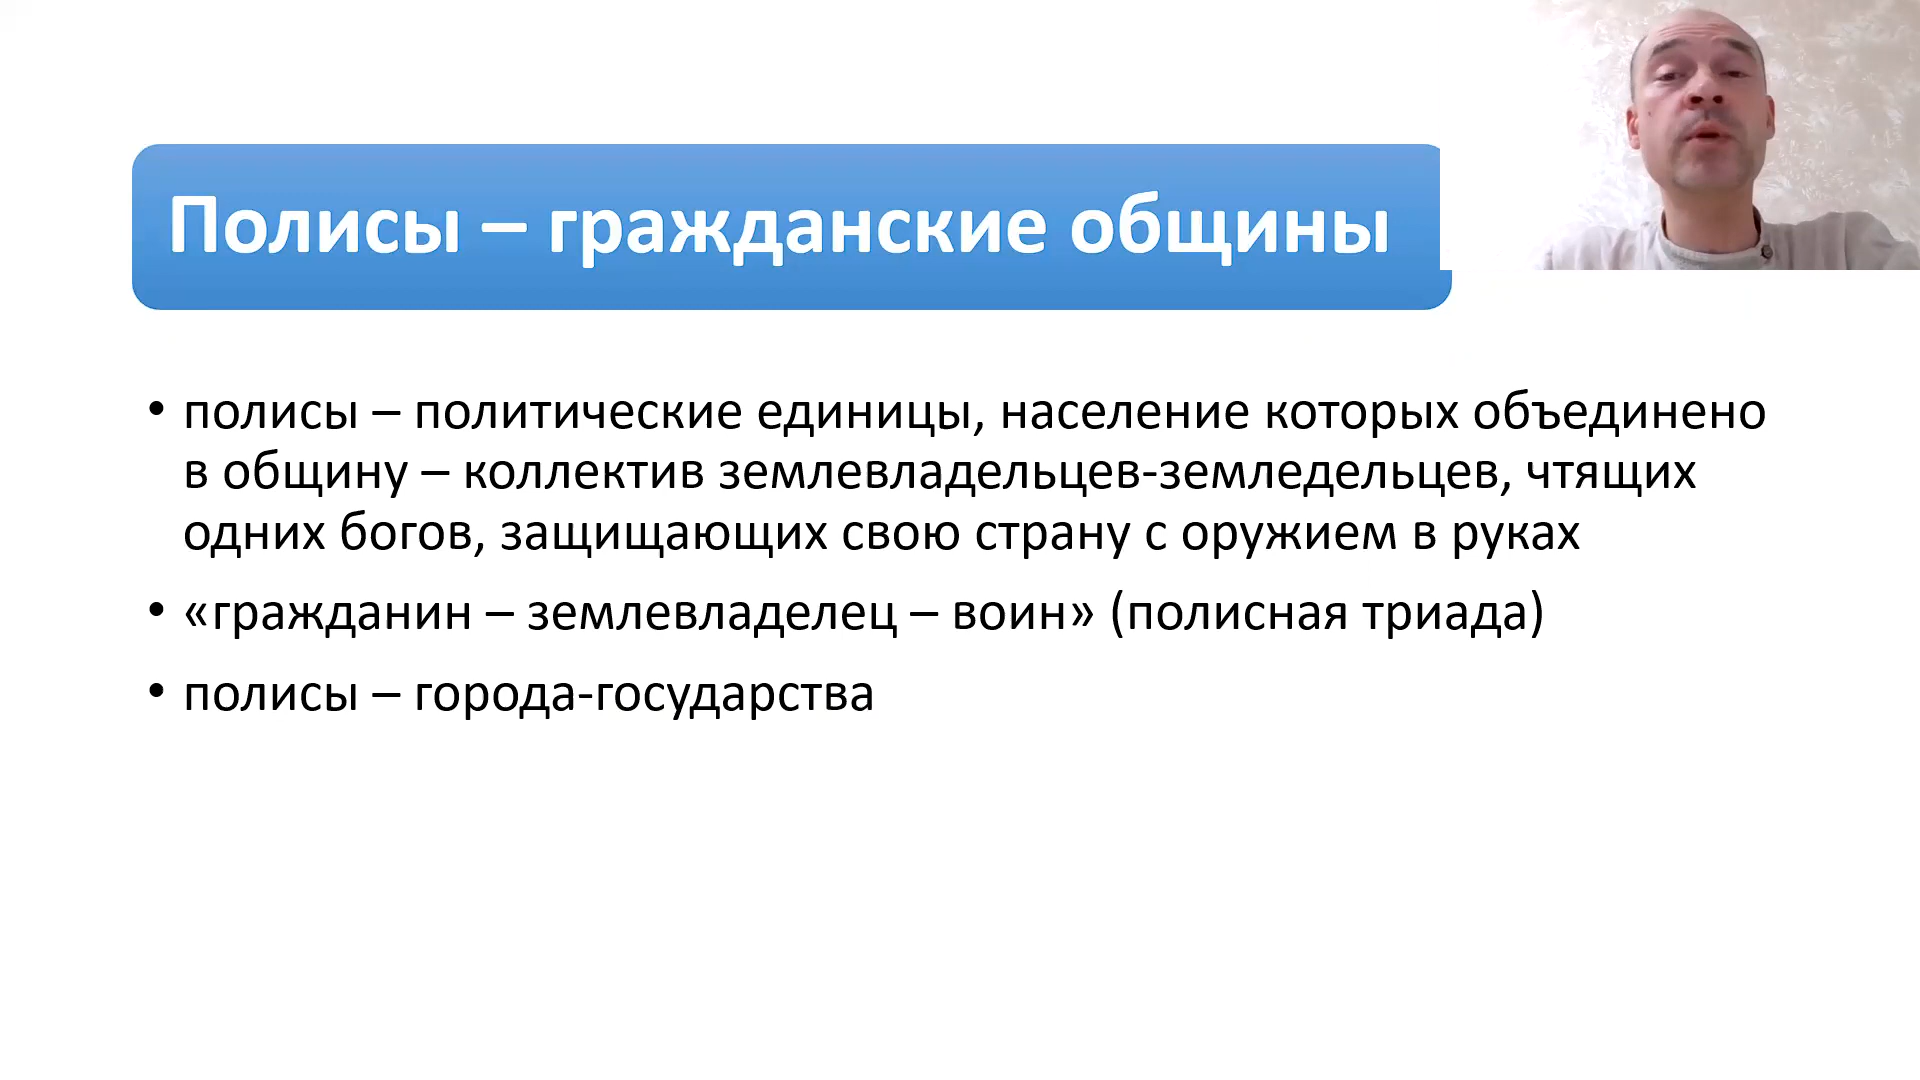 Полисы – гражданские общины
• полисы – политические единицы, население которых объединено
в общину – коллектив землевладельцев-земледельцев, чтящих
одних богов, защищающих свою страну с оружием в руках
• «гражданин – землевладелец – воин» (полисная триада)
• полисы – города-государства